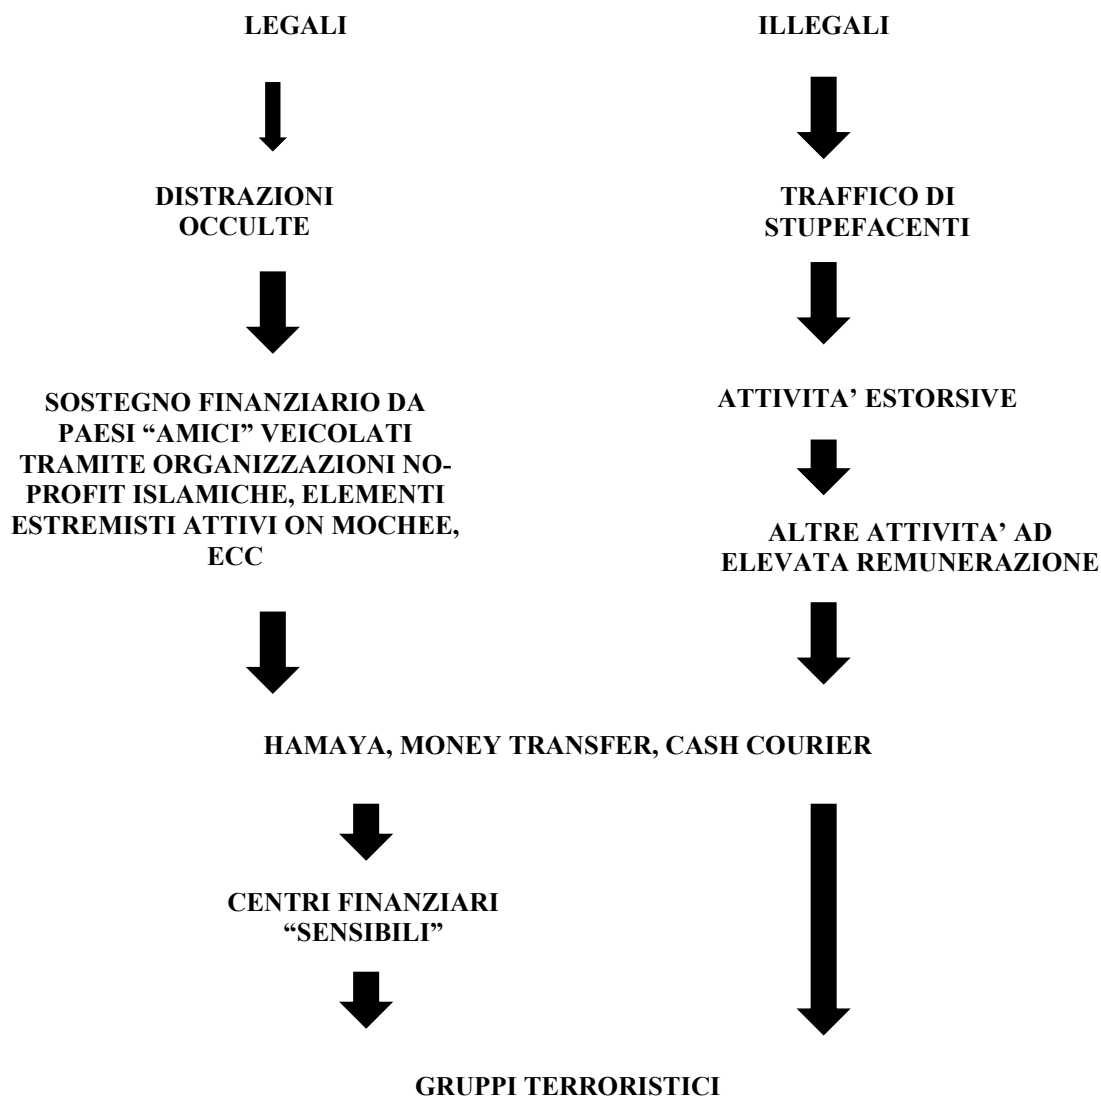 LEGALI
ILLEGALI
DISTRAZIONI
OCCULTE
TRAFFICO DI
STUPEFACENTI
SOSTEGNO FINANZIARIO DA
PAESI “AMICI” VEICOLATI
TRAMITE ORGANIZZAZIONI NO-
PROFIT ISLAMICHE, ELEMENTI
ESTREMISTI ATTIVI ON MOCHEE,
ECC
ATTIVITA’ ESTORSIVE
ALTRE ATTIVITA’ AD
ELEVATA REMUNERAZIONE
HAMAYA, MONEY TRANSFER, CASH COURIER
CENTRI FINANZIARI
“SENSIBILI”
GRUPPI TERRORISTICI